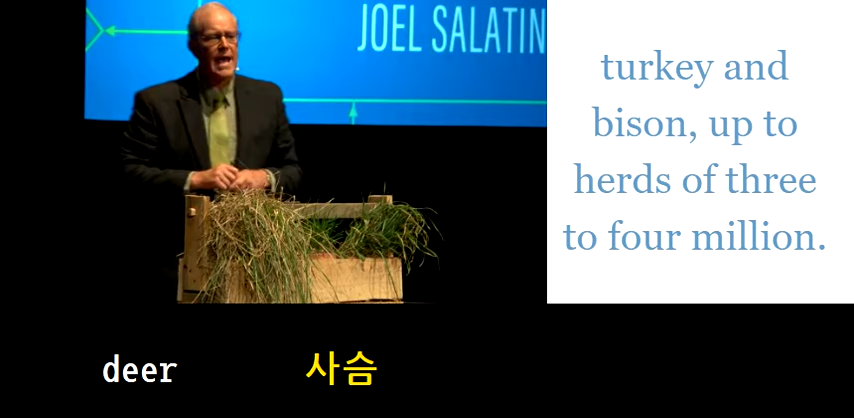 JOEL SALATIN
turkey and
bison, up to
herds of three
to four million.
deer 사슴